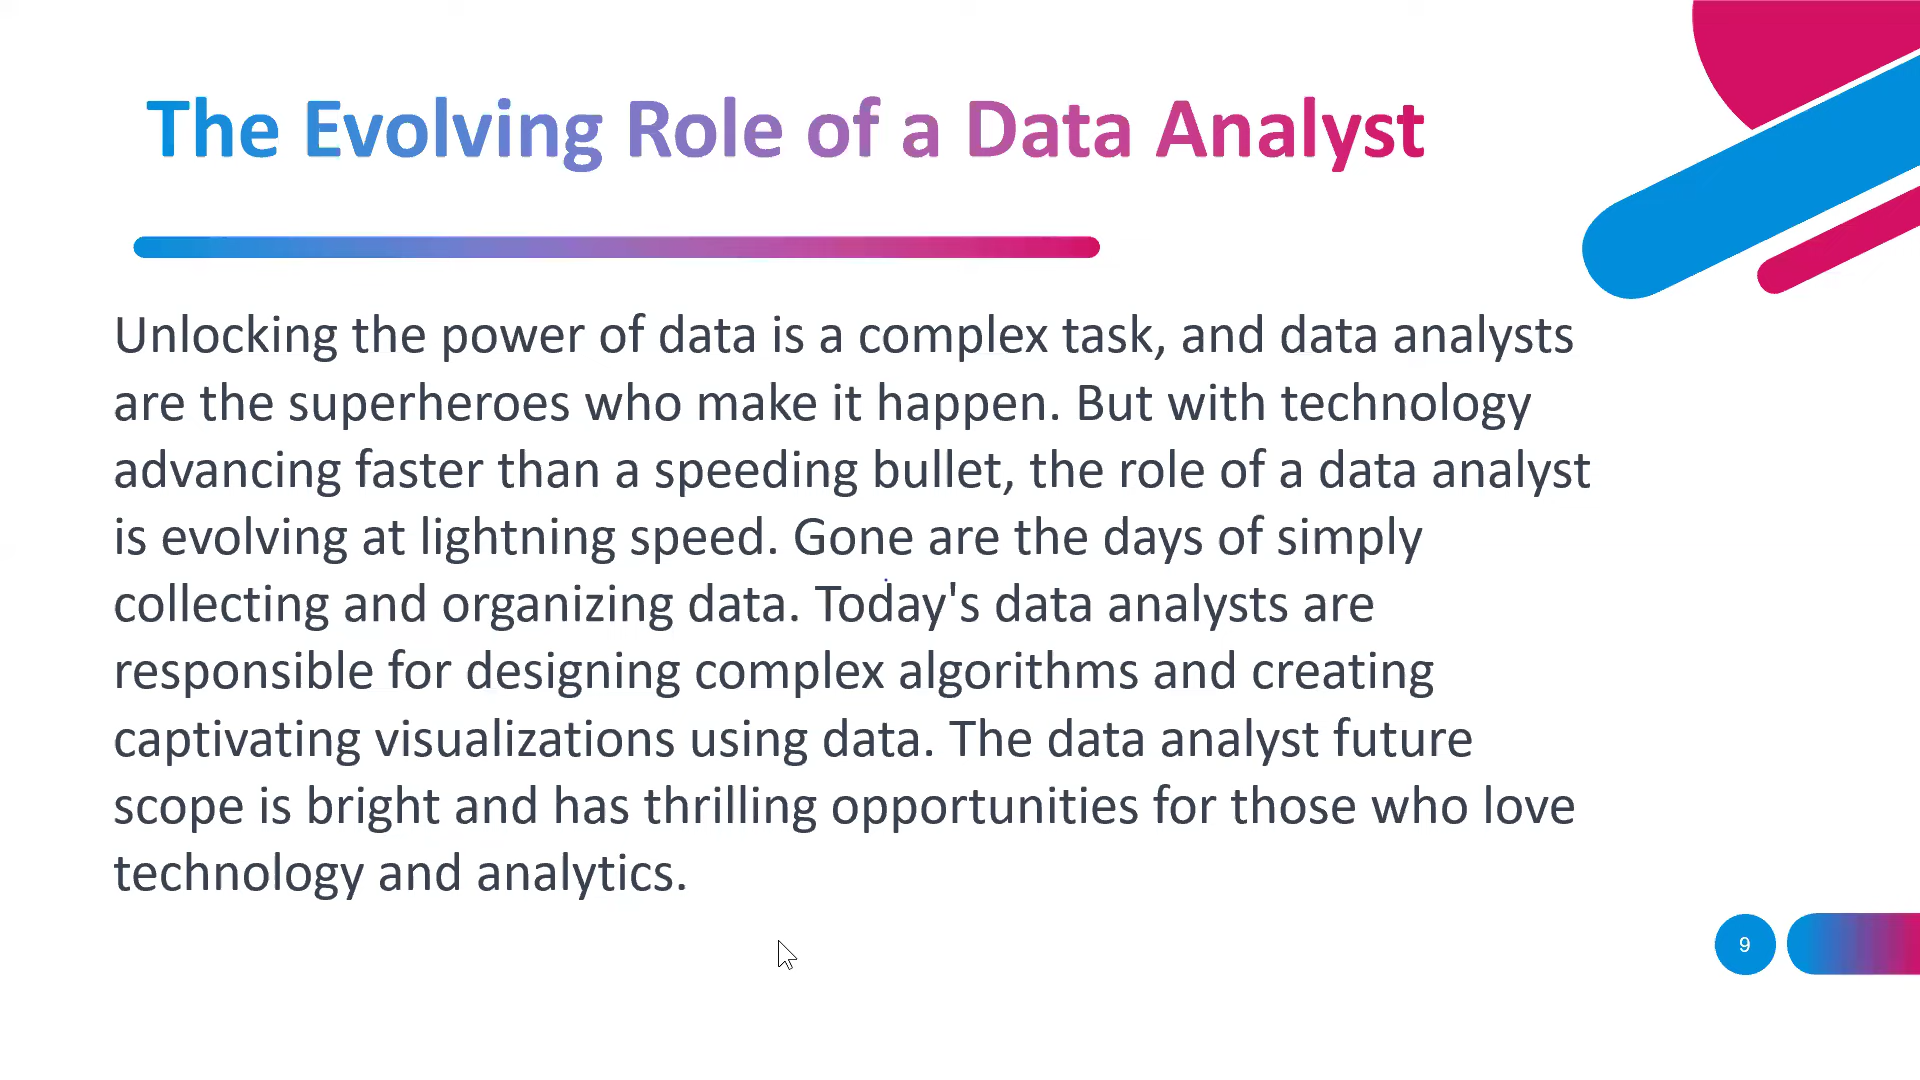 The Evolving Role of a Data Analyst
Unlocking the power of data is a complex task, and data analysts
are the superheroes who make it happen. But with technology
advancing faster than a speeding bullet, the role of a data analyst
is evolving at lightning speed. Gone are the days of simply
collecting and organizing data. Today's data analysts are
responsible for designing complex algorithms and creating
captivating visualizations using data. The data analyst future
scope is bright and has thrilling opportunities for those who love
technology and analytics.
9